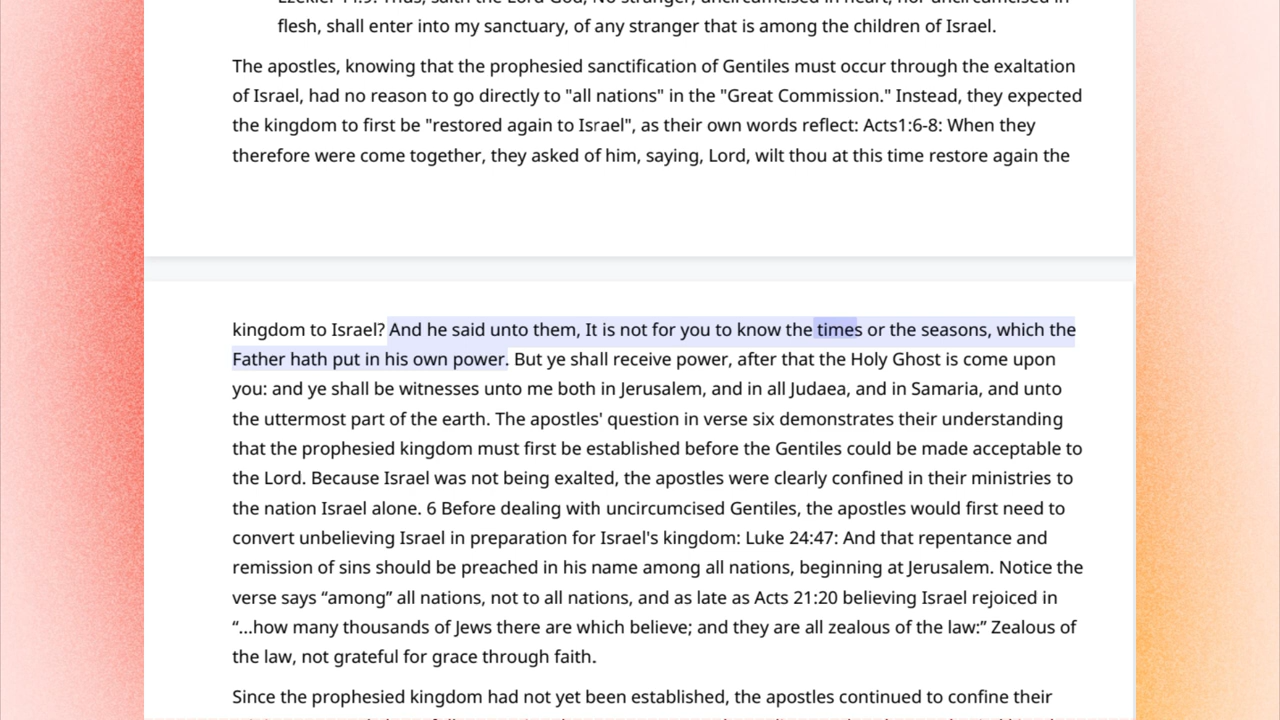 Ezekiel 44:9: Thus, saith the Lord God, No stranger, uncircumcised in heart, nor uncircumcised in
flesh, shall enter into my sanctuary, of any stranger that is among the children of Israel.
The apostles, knowing that the prophesied sanctification of Gentiles must occur through the exaltation
of Israel, had no reason to go directly to "all nations" in the "Great Commission." Instead, they expected
the kingdom to first be "restored again to Israel", as their own words reflect: Acts1:6-8: When they
therefore were come together, they asked of him, saying, Lord, wilt thou at this time restore again the
kingdom to Israel? And he said unto them, It is not for you to know the times or the seasons, which the
Father hath put in his own power. But ye shall receive power, after that the Holy Ghost is come upon
you: and ye shall be witnesses unto me both in Jerusalem, and in all Judaea, and in Samaria, and unto
the uttermost part of the earth. The apostles' question in verse six demonstrates their understanding
that the prophesied kingdom must first be established before the Gentiles could be made acceptable to
the Lord. Because Israel was not being exalted, the apostles were clearly confined in their ministries to
the nation Israel alone. 6 Before dealing with uncircumcised Gentiles, the apostles would first need to
convert unbelieving Israel in preparation for Israel's kingdom: Luke 24:47: And that repentance and
remission of sins should be preached in his name among all nations, beginning at Jerusalem. Notice the
verse says “among” all nations, not to all nations, and as late as Acts 21:20 believing Israel rejoiced in
“...how many thousands of Jews there are which believe; and they are all zealous of the law:” Zealous of
the law, not grateful for grace through faith.
Since the prophesied kingdom had not yet been established, the apostles continued to confine their